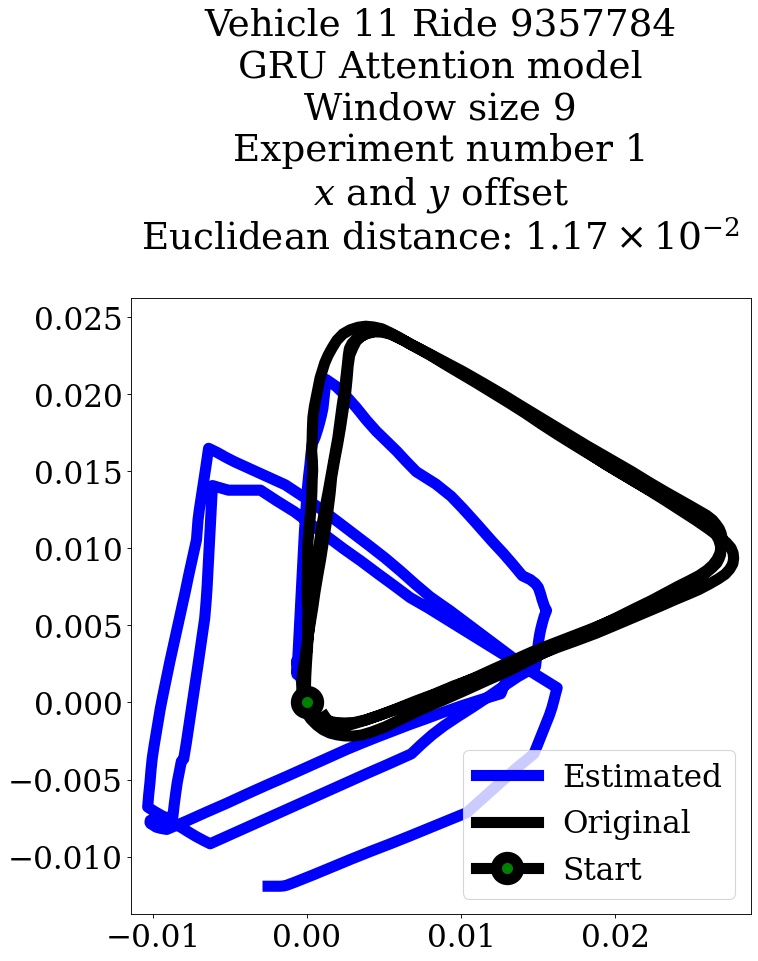 Vehicle 11 Ride 9357784
GRU Attention model
Window size 9
Experiment number 1
x and y offset
Euclidean distance: 1.17 × 10⁻²
0.025
0.020
0.015
0.010
0.005
0.000
−0.005
−0.010
Estimated
Original
Start
−0.01 0.00 0.01 0.02